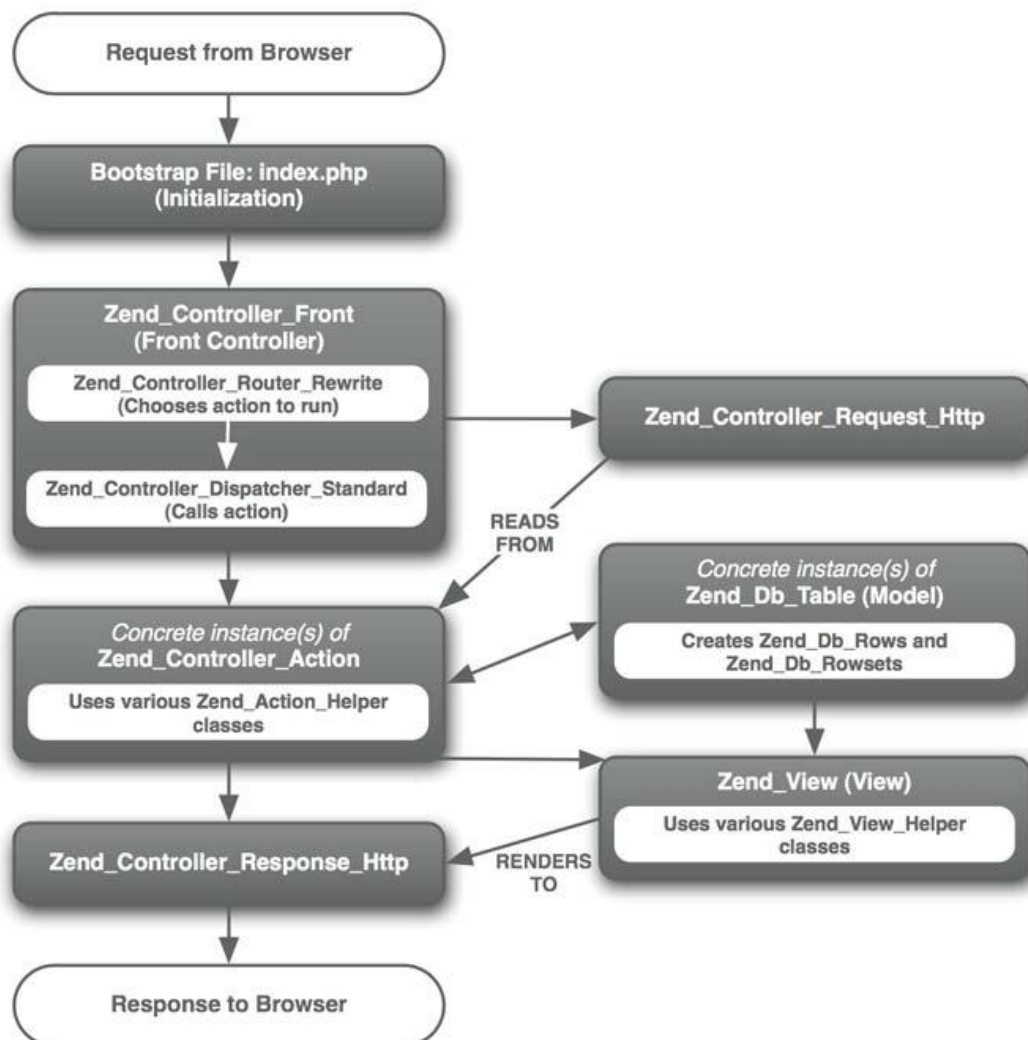 Request from Browser
Bootstrap File: index.php
(Initialization)
Zend_Controller_Front
(Front Controller)
Zend_Controller_Router_Rewrite
(Chooses action to run)
Zend_Controller_Request_Http
Zend_Controller_Dispatcher_Standard
(Calls action)
READS
FROM
Concrete instance(s) of
Zend_Db_Table (Model)
Creates Zend_Db_Rows and
Zend_Db_Rowsets
Concrete instance(s) of
Zend_Controller_Action
Uses various Zend_Action_Helper
classes
Zend_View (View)
Uses various Zend_View_Helper
classes
Zend_Controller_Response_Http
RENDERS
TO
Response to Browser